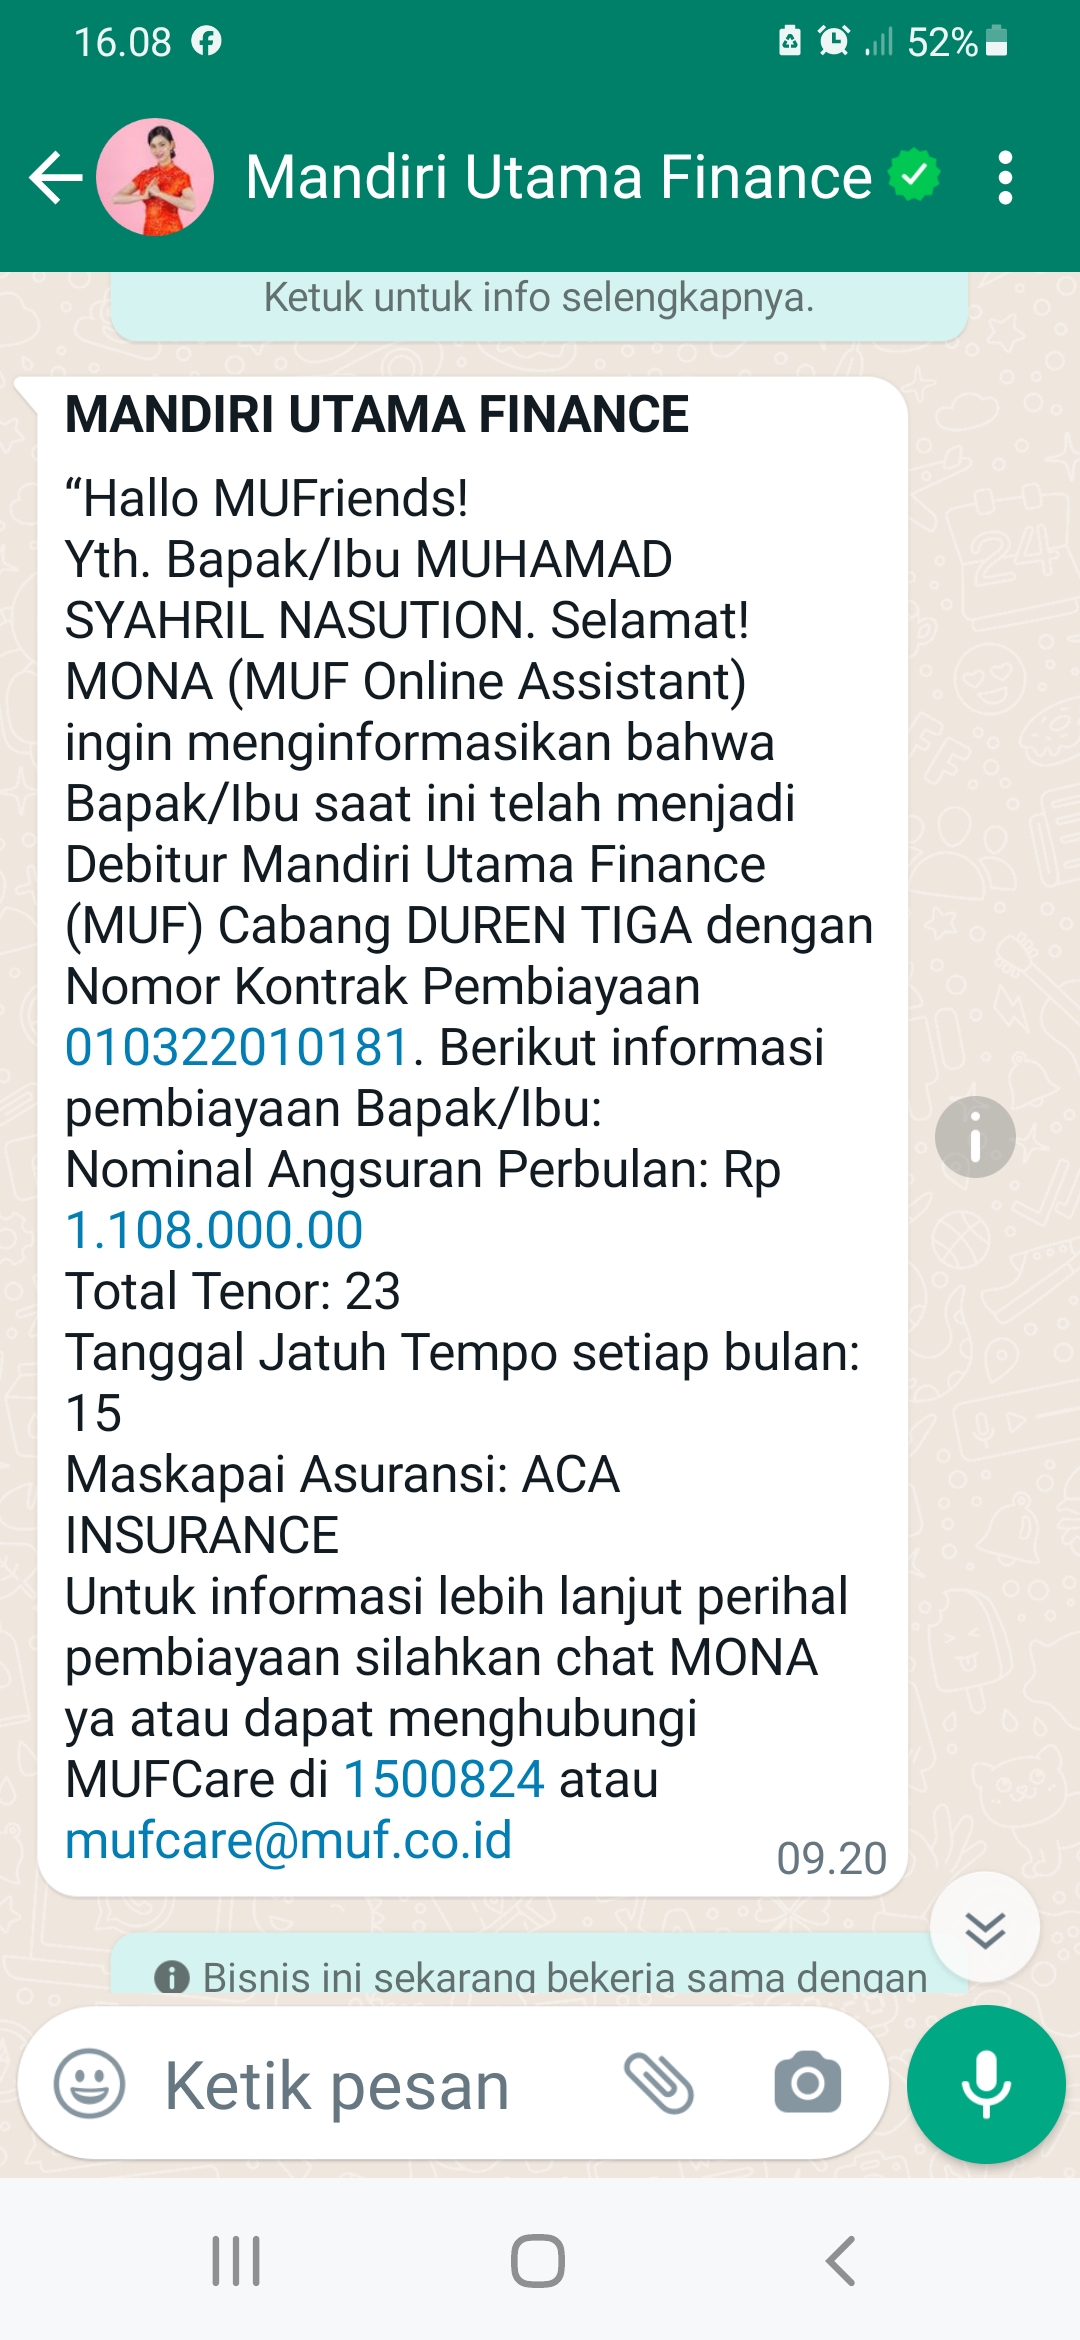 16.08
52%
Mandiri Utama Finance
Ketuk untuk info selengkapnya.
MANDIRI UTAMA FINANCE
“Hallo MUFriends!
Yth. Bapak/Ibu MUHAMAD
SYAHRIL NASUTION. Selamat!
MONA (MUF Online Assistant)
ingin menginformasikan bahwa
Bapak/Ibu saat ini telah menjadi
Debitur Mandiri Utama Finance
(MUF) Cabang DUREN TIGA dengan
Nomor Kontrak Pembiayaan
010322010181. Berikut informasi
pembiayaan Bapak/Ibu:
Nominal Angsuran Perbulan: Rp
1.108.000.00
Total Tenor: 23
Tanggal Jatuh Tempo setiap bulan:
15
Maskapai Asuransi: ACA
INSURANCE
Untuk informasi lebih lanjut perihal
pembiayaan silahkan chat MONA
ya atau dapat menghubungi
MUFCare di 1500824 atau
mufcare@muf.co.id
09.20
Bisnis ini sekarang bekerja sama dengan
Ketik pesan